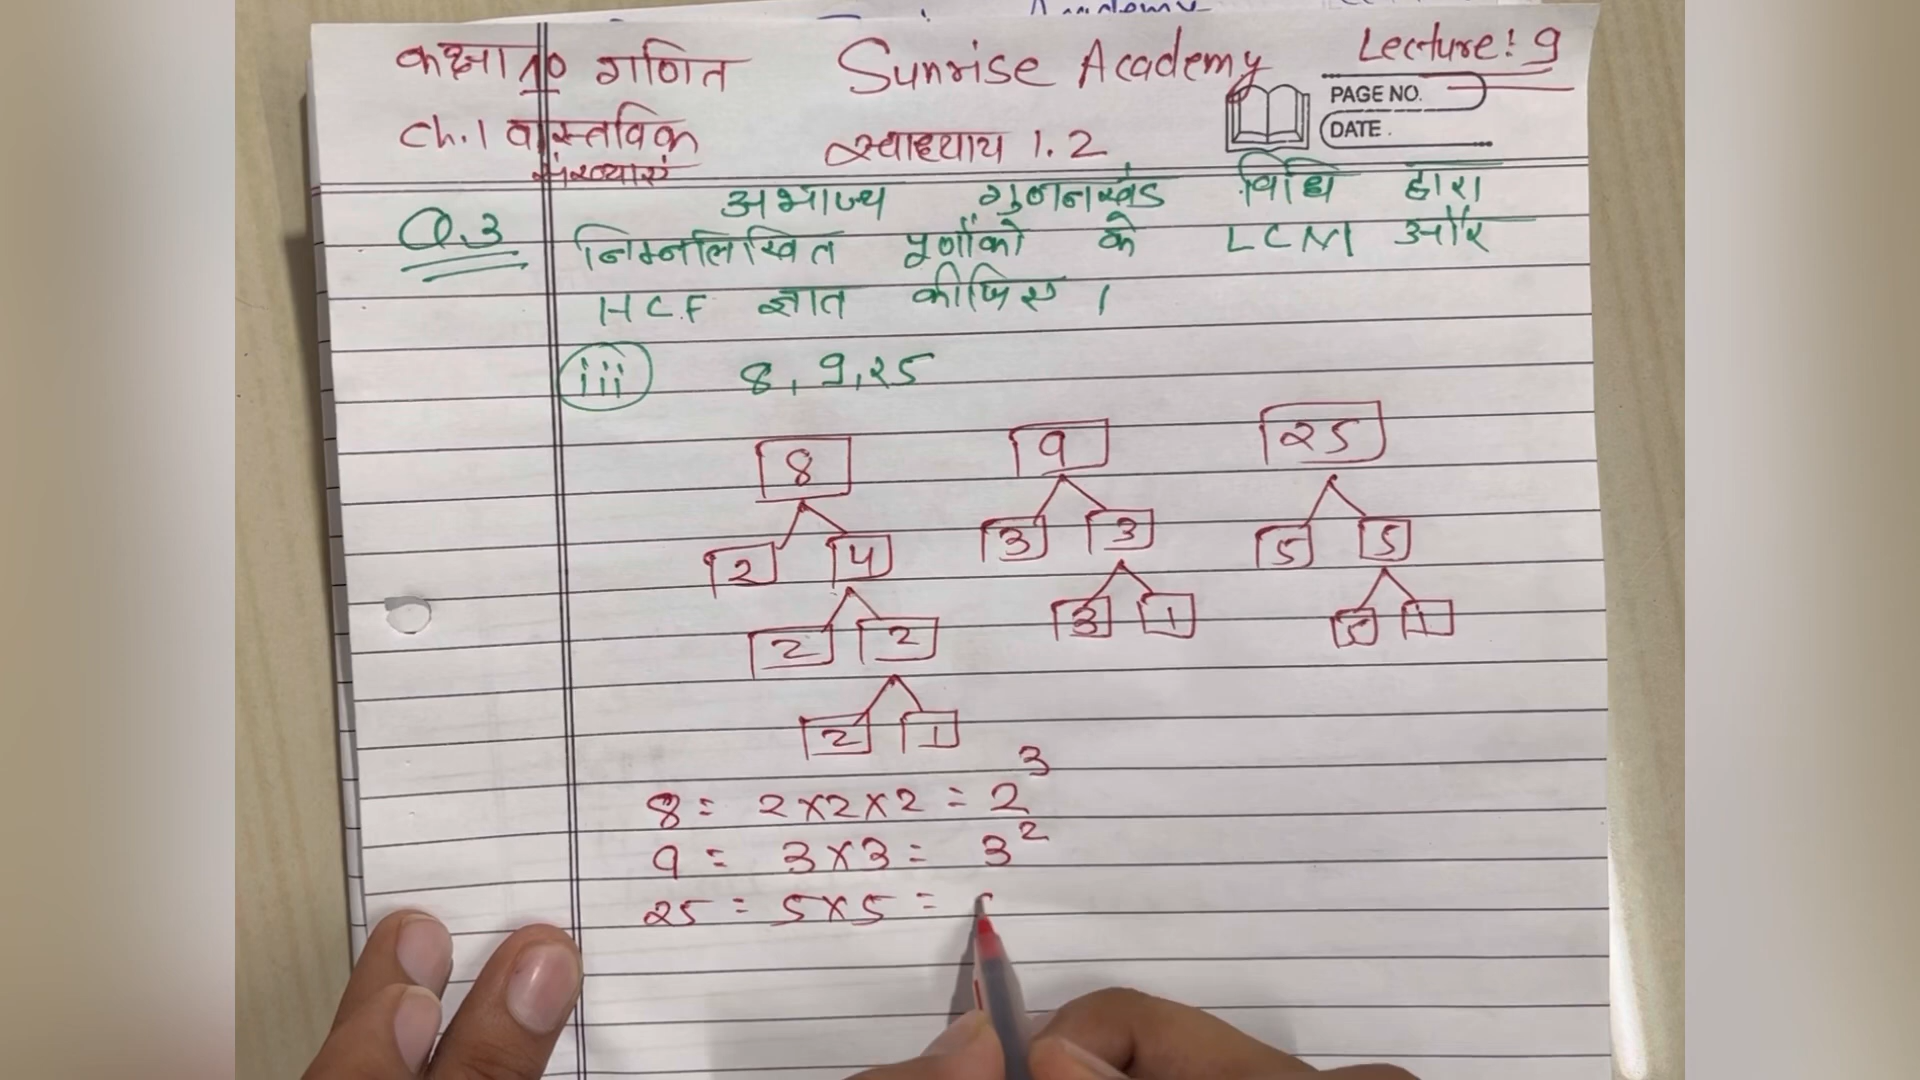 कक्षा 10 गणित Sunrise Academy Lecture: 9
PAGE NO.
DATE.
Ch.1 वास्तविक स्वाध्याय 1.2
संख्याएं
Q.3 अभाज्य गुणनखंड विधि द्वारा
निम्नलिखित पूर्णांको के LCM और
HCF ज्ञात कीजिए ।
iii 8, 9, 25
8 9 25
2 4 3 3 5 5
2 2 3 1 5 1
2 1
8 = 2×2×2 = 2³
9 = 3×3 = 3²
25 = 5×5 =